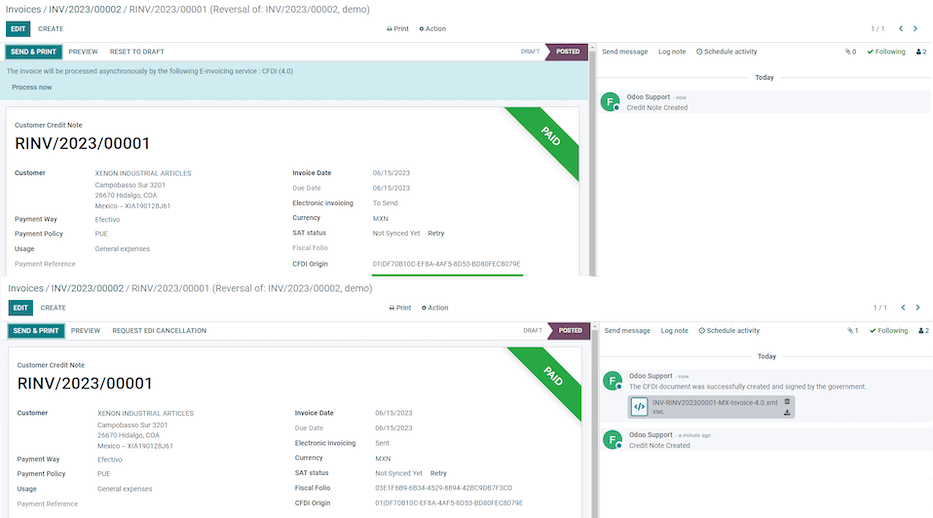 Invoices / INV/2023/00002 / RINV/2023/00001 (Reversal of: INV/2023/00002, demo)
EDIT CREATE Print Action 1 / 1
SEND & PRINT PREVIEW RESET TO DRAFT DRAFT POSTED Send message Log note Schedule activity 0 Following 2
The invoice will be processed asynchronously by the following E-invoicing service : CFDI (4.0)
Process now
Today
F Odoo Support - now
Credit Note Created
PAID
Customer Credit Note
RINV/2023/00001
Customer XENON INDUSTRIAL ARTICLES Invoice Date 06/15/2023
Campobasso Sur 3201 Due Date 06/15/2023
26670 Hidalgo, COA Electronic invoicing To Send
Mexico – XIA190128J61
Payment Way Efectivo Currency MXN
Payment Policy PUE SAT status Not Synced Yet Retry
Usage General expenses Fiscal Folio
Payment Reference CFDI Origin 01|DF70B10C-EF8A-4AF5-8D53-BD80FEC8079E
Invoices / INV/2023/00002 / RINV/2023/00001 (Reversal of: INV/2023/00002, demo)
EDIT CREATE Print Action 1 / 1
SEND & PRINT PREVIEW REQUEST EDI CANCELLATION DRAFT POSTED Send message Log note Schedule activity 1 Following 2
Today
F Odoo Support - now
The CFDI document was successfully created and signed by the government.
</> INV-RINV202300001-MX-Invoice-4.0.xml
XML
F Odoo Support - a minute ago
Credit Note Created
PAID
Customer Credit Note
RINV/2023/00001
Customer XENON INDUSTRIAL ARTICLES Invoice Date 06/15/2023
Campobasso Sur 3201 Due Date 06/15/2023
26670 Hidalgo, COA Electronic invoicing Sent
Mexico – XIA190128J61
Payment Way Efectivo Currency MXN
Payment Policy PUE SAT status Not Synced Yet Retry
Usage General expenses Fiscal Folio 03E1F6B9-6B34-4529-8894-42BC9DB7F3CD
Payment Reference CFDI Origin 01|DF70B10C-EF8A-4AF5-8D53-BD80FEC8079E